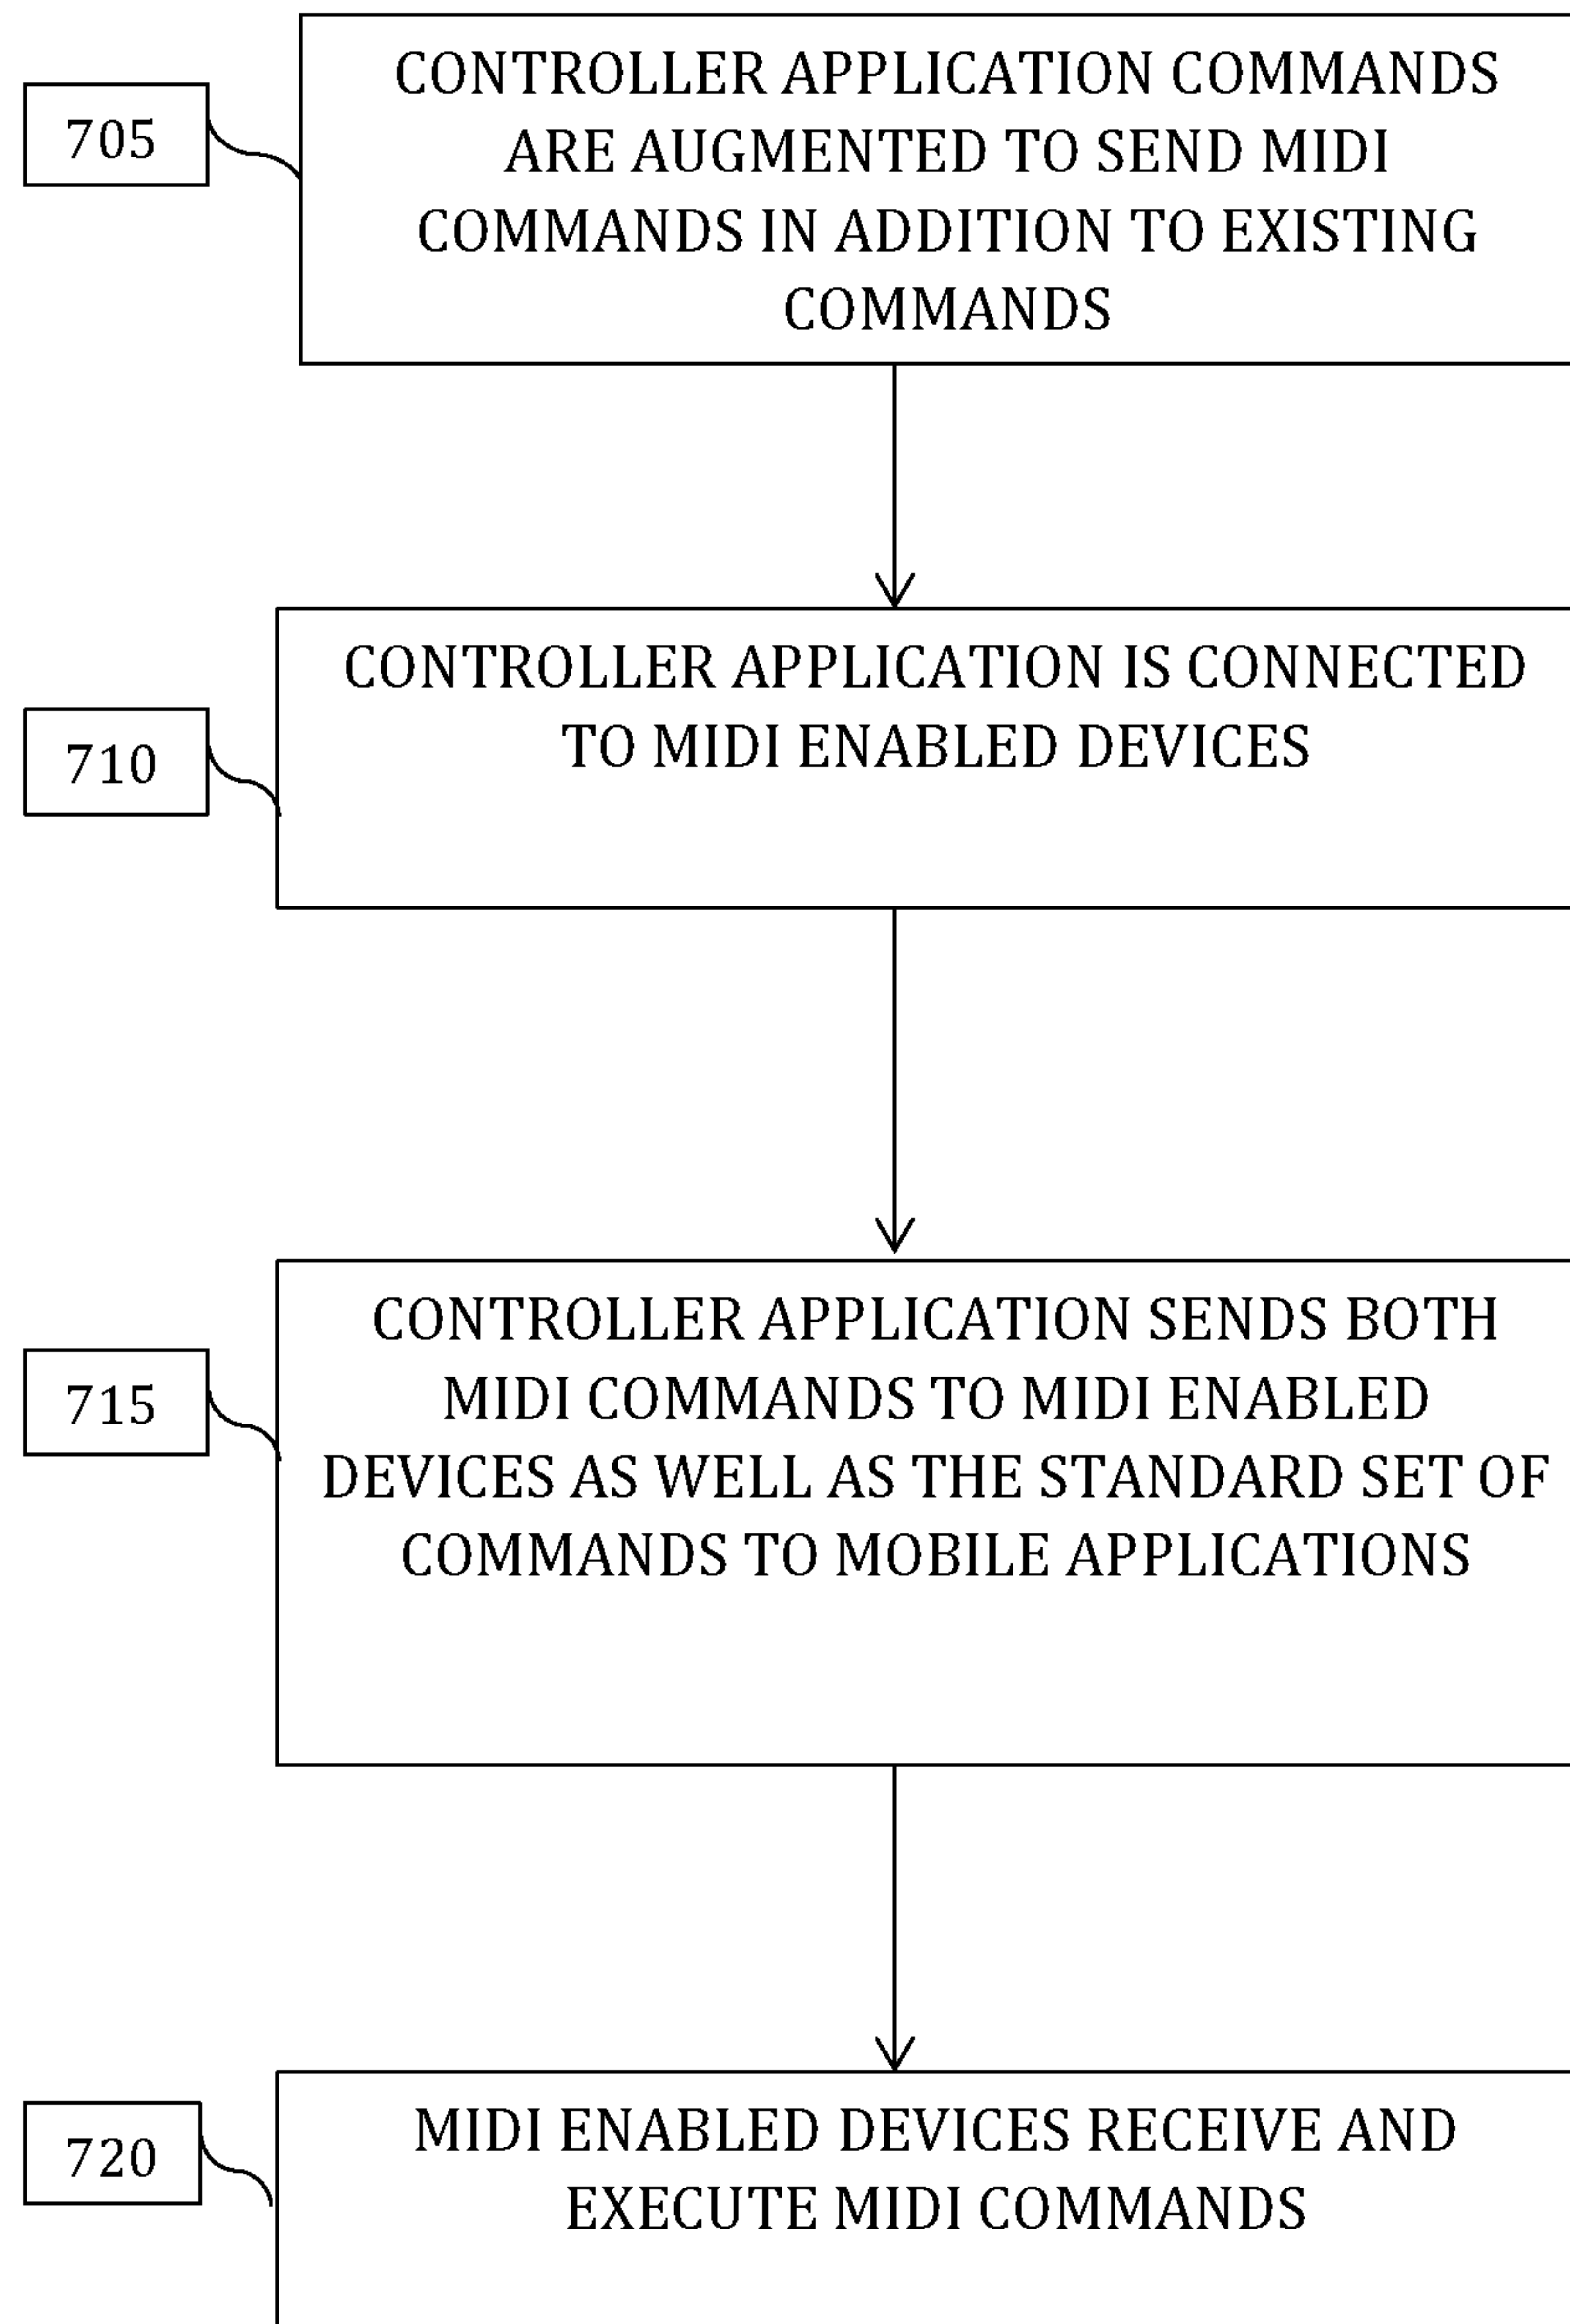 CONTROLLER APPLICATION COMMANDS
ARE AUGMENTED TO SEND MIDI
COMMANDS IN ADDITION TO EXISTING
COMMANDS
705
CONTROLLER APPLICATION IS CONNECTED
TO MIDI ENABLED DEVICES
710
CONTROLLER APPLICATION SENDS BOTH
MIDI COMMANDS TO MIDI ENABLED
DEVICES AS WELL AS THE STANDARD SET OF
COMMANDS TO MOBILE APPLICATIONS
715
MIDI ENABLED DEVICES RECEIVE AND
EXECUTE MIDI COMMANDS
720